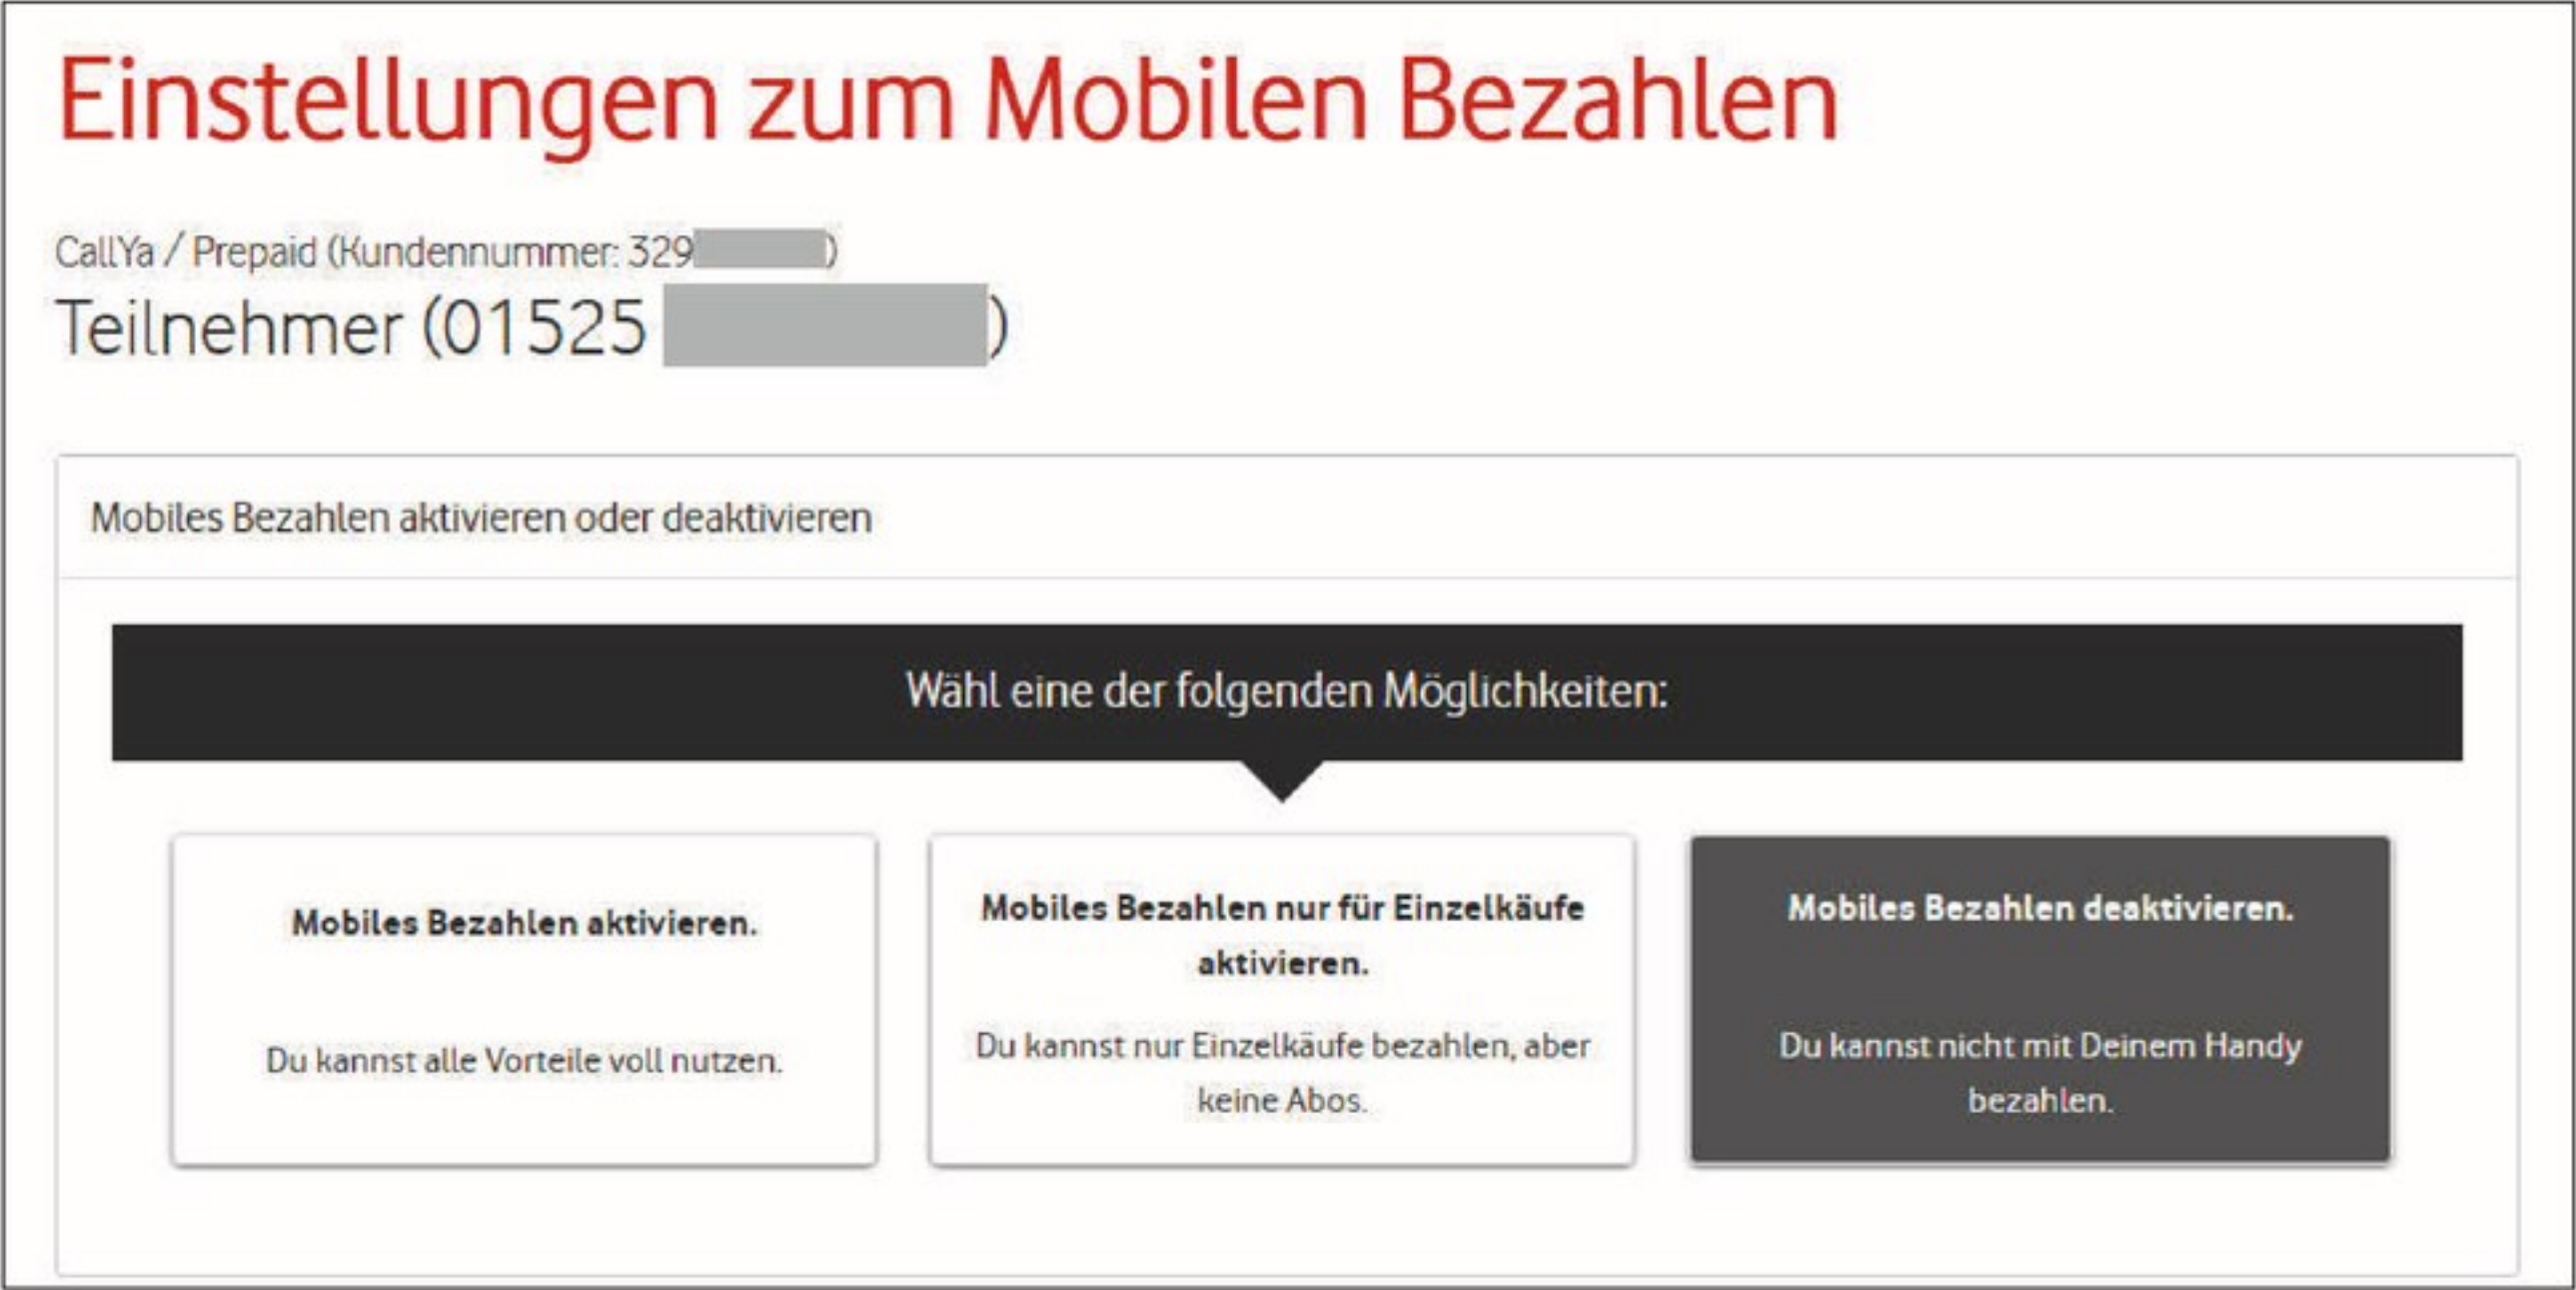 Einstellungen zum Mobilen Bezahlen
CallYa / Prepaid (Kundennummer: 329)
Teilnehmer (01525 )
Mobiles Bezahlen aktivieren oder deaktivieren
Wähl eine der folgenden Möglichkeiten:
Mobiles Bezahlen aktivieren.
Du kannst alle Vorteile voll nutzen.
Mobiles Bezahlen nur für Einzelkäufe
aktivieren.
Du kannst nur Einzelkäufe bezahlen, aber
keine Abos.
Mobiles Bezahlen deaktivieren.
Du kannst nicht mit Deinem Handy
bezahlen.